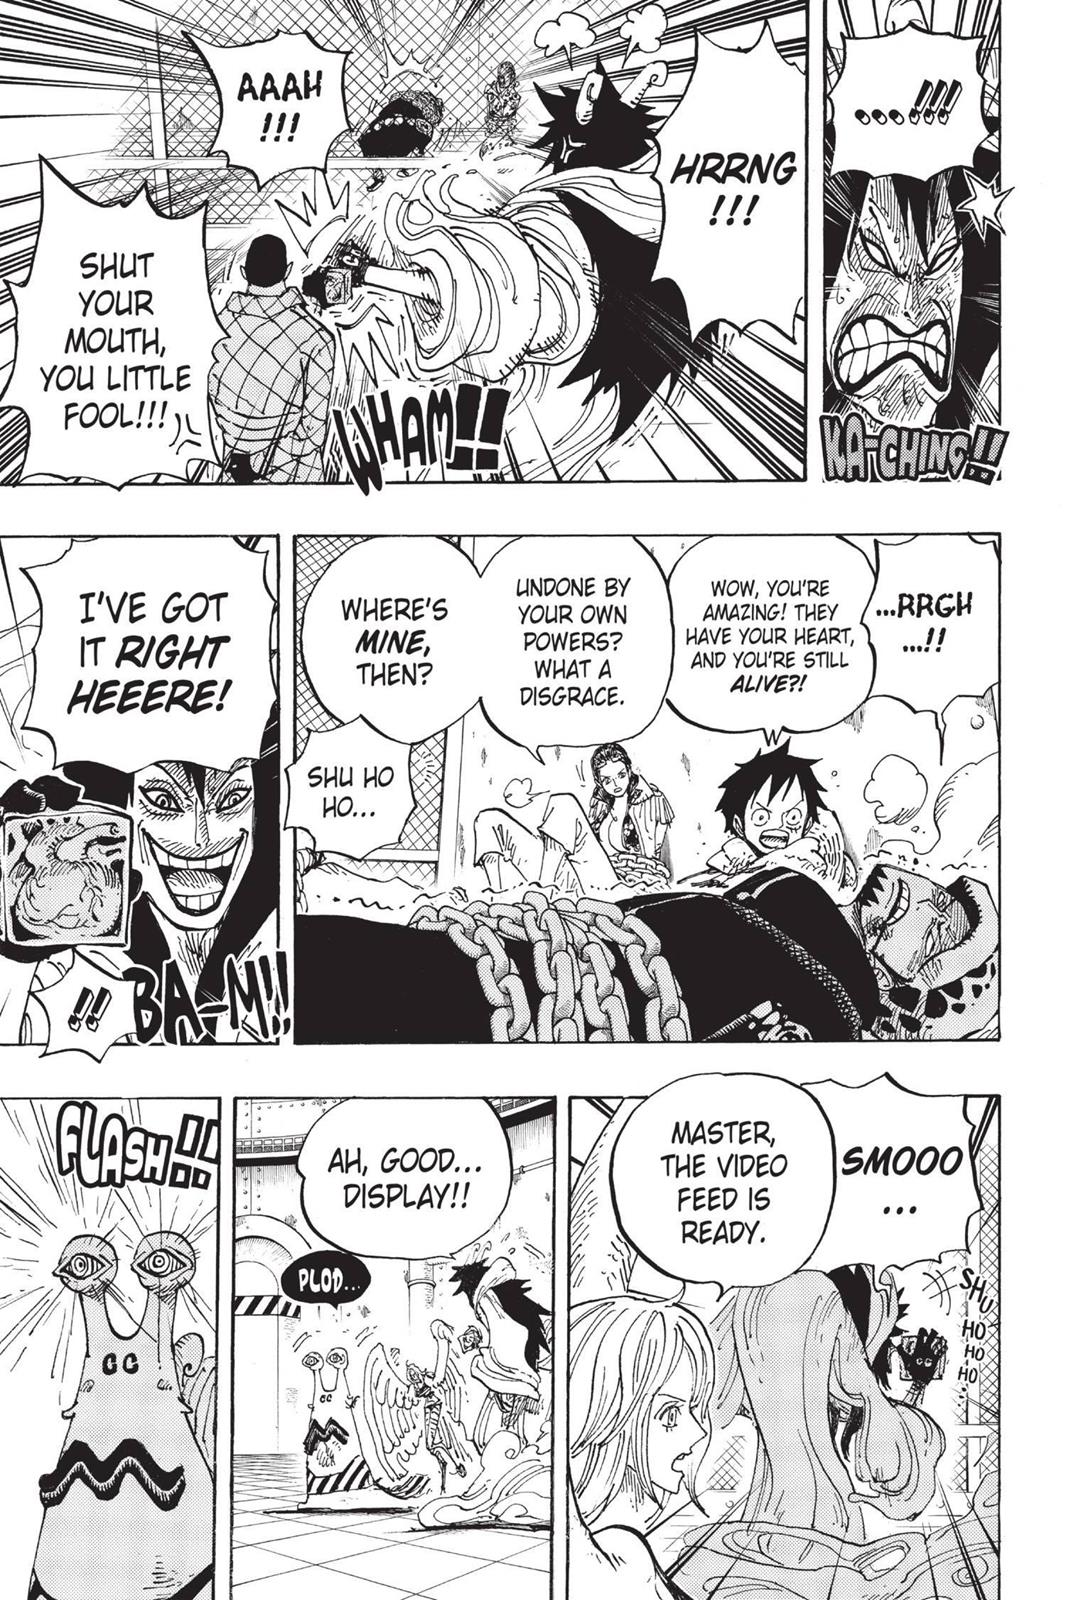 ...!!!
KA-CHING!!
HRRNG
!!!
AAAH
!!!
WHAM!!
SHUT
YOUR
MOUTH,
YOU LITTLE
FOOL!!!
...RRGH
...!!
WOW, YOU'RE
AMAZING! THEY
HAVE YOUR HEART,
AND YOU'RE STILL
ALIVE?!
UNDONE BY
YOUR OWN
POWERS?
WHAT A
DISGRACE.
WHERE'S
MINE,
THEN?
SHU HO
HO...
I'VE GOT
IT RIGHT
HEEERE!
BA-M!!
!!
SMOOO
...
SHU
HO
HO
HO...
MASTER,
THE VIDEO
FEED IS
READY.
CC
AH, GOOD...
DISPLAY!!
PLOD...
CC
FLASH!!
CC